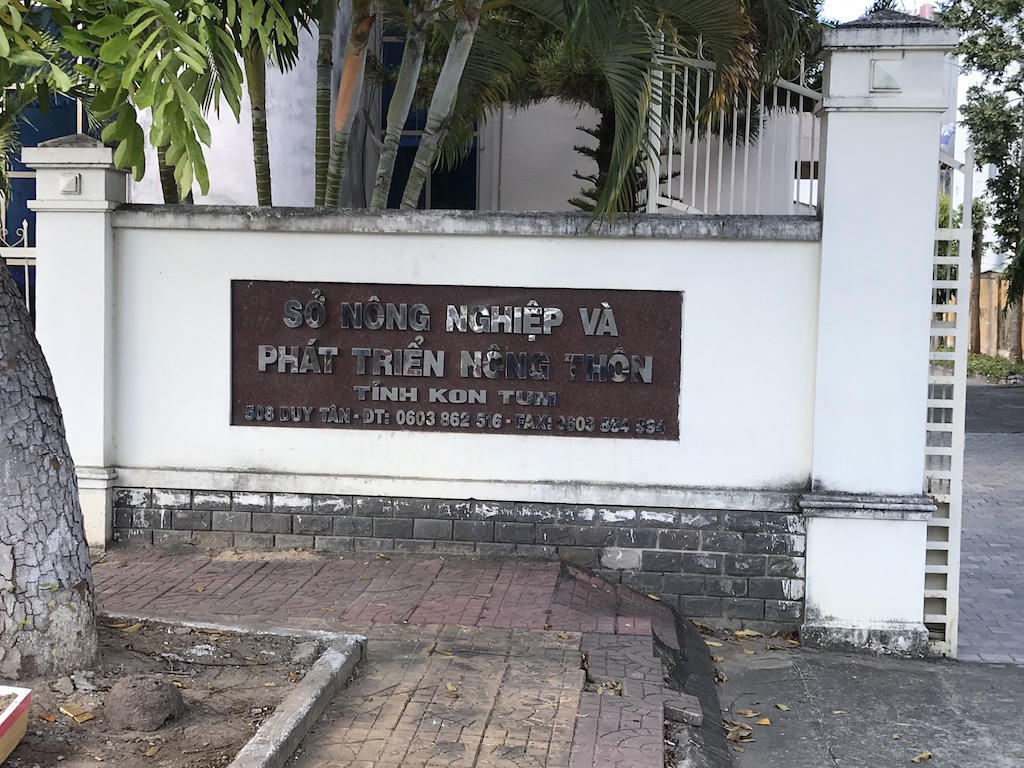 SỞ NÔNG NGHIỆP VÀ
PHÁT TRIỂN NÔNG THÔN
TỈNH KON TUM
508 DUY TÂN - ĐT: 0603 862 516 - FAX: 0603 864 994